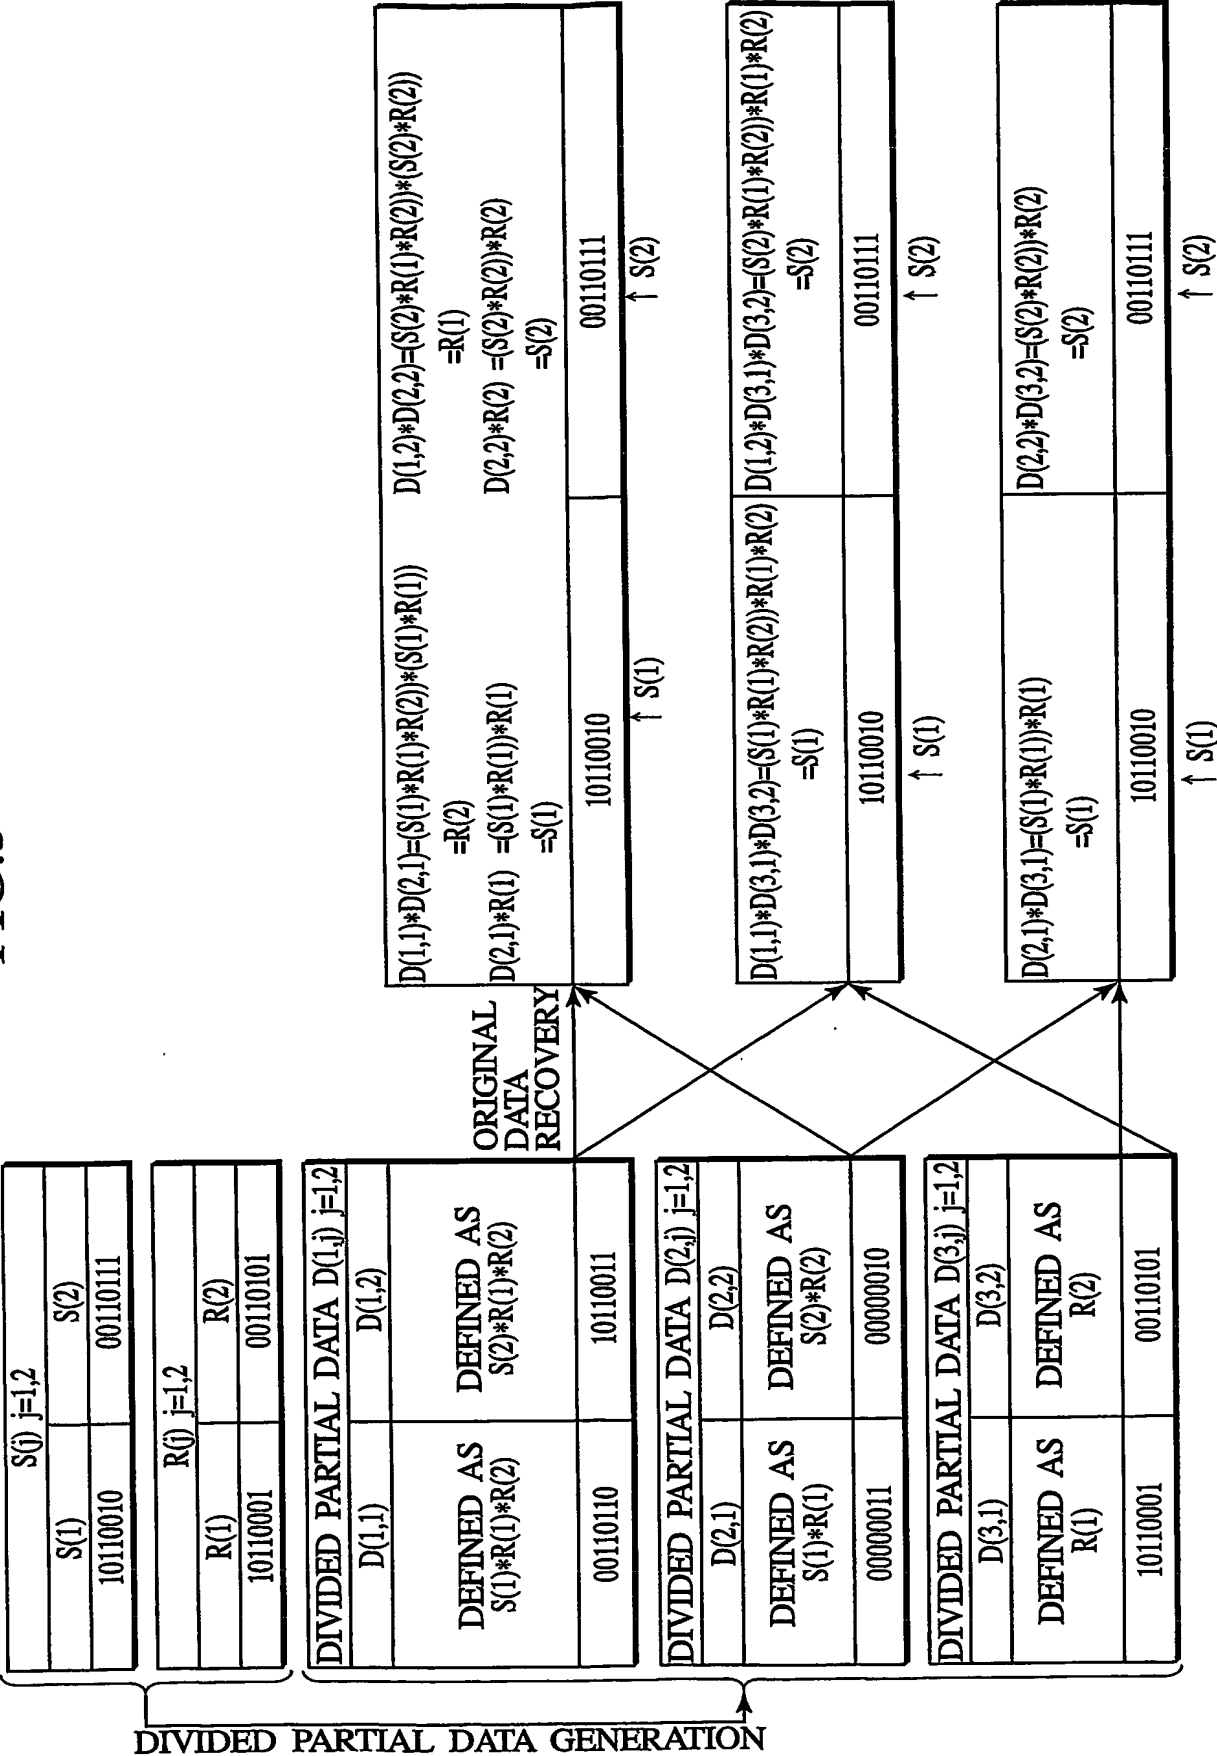 S(j) j=1,2
S(1) S(2)
10110010 00110111
R(j) j=1,2
R(1) R(2)
10110001 00110101
DIVIDED PARTIAL DATA GENERATION
DIVIDED PARTIAL DATA D(1,j) j=1,2
D(1,1) D(1,2)
DEFINED AS
S(1)*R(1)*R(2)
DEFINED AS
S(2)*R(1)*R(2)
00110110 10110011
DIVIDED PARTIAL DATA D(2,j) j=1,2
D(2,1) D(2,2)
DEFINED AS
S(1)*R(1)
DEFINED AS
S(2)*R(2)
00000011 00000010
DIVIDED PARTIAL DATA D(3,j) j=1,2
D(3,1) D(3,2)
DEFINED AS
R(1)
DEFINED AS
R(2)
10110001 00110101
ORIGINAL
DATA
RECOVERY
D(1,1)*D(2,1)=(S(1)*R(1)*R(2))*(S(1)*R(1))
=R(2)
D(2,1)*R(1) =(S(1)*R(1))*R(1)
=S(1)
D(1,2)*D(2,2)=(S(2)*R(1)*R(2))*(S(2)*R(2))
=R(1)
D(2,2)*R(2) =(S(2)*R(2))*R(2)
=S(2)
10110010 00110111
↑ S(1) ↑ S(2)
D(1,1)*D(3,1)*D(3,2)=(S(1)*R(1)*R(2))*R(1)*R(2)
=S(1)
D(1,2)*D(3,1)*D(3,2)=(S(2)*R(1)*R(2))*R(1)*R(2)
=S(2)
10110010 00110111
↑ S(1) ↑ S(2)
D(2,1)*D(3,1)=(S(1)*R(1))*R(1)
=S(1)
D(2,2)*D(3,2)=(S(2)*R(2))*R(2)
=S(2)
10110010 00110111
↑ S(1) ↑ S(2)